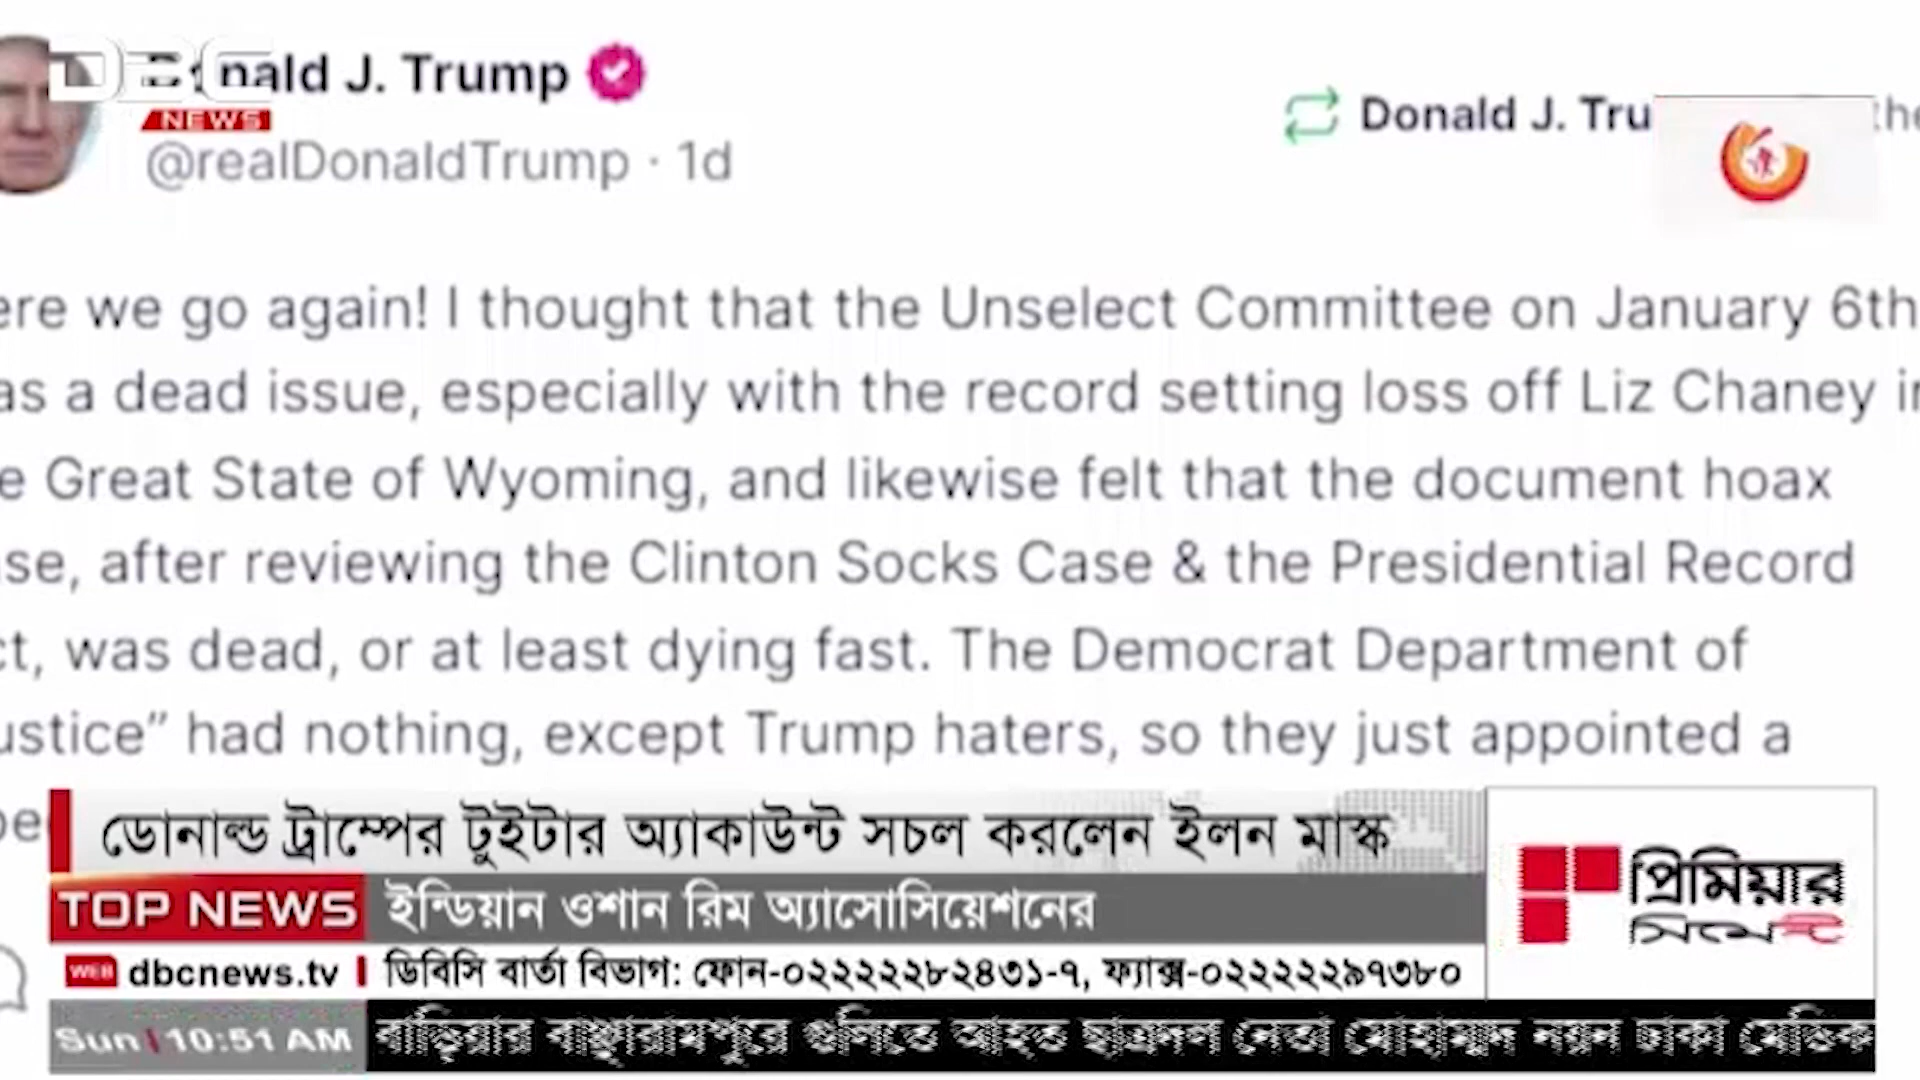 DBC
NEWS
nald J. Trump
@realDonaldTrump · 1d
Donald J. Tru
ere we go again! I thought that the Unselect Committee on January 6th
as a dead issue, especially with the record setting loss off Liz Chaney in
e Great State of Wyoming, and likewise felt that the document hoax
se, after reviewing the Clinton Socks Case & the Presidential Record
ct, was dead, or at least dying fast. The Democrat Department of
ustice” had nothing, except Trump haters, so they just appointed a
ডোনাল্ড ট্রাম্পের টুইটার অ্যাকাউন্ট সচল করলেন ইলন মাস্ক
TOP NEWS ইন্ডিয়ান ওশান রিম অ্যাসোসিয়েশনের
WEB dbcnews.tv ডিবিসি বার্তা বিভাগ: ফোন-০২২২২২৮২৪৩১-৭, ফ্যাক্স-০২২২২২৯৭৩৮০
প্রিমিয়ার
Sun 10:51 AM গুলিতে আহত ছাত্রদল নেতা মোহাম্মদ নয়ন ঢাকা